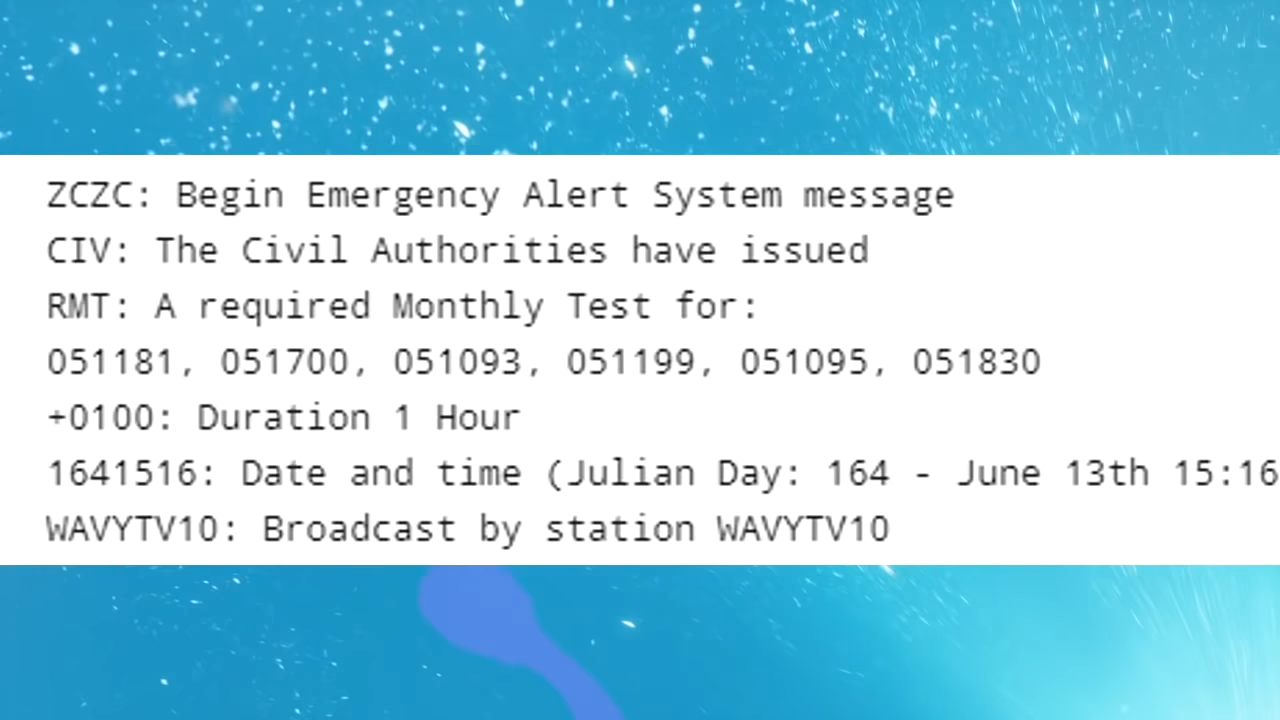 ZCZC: Begin Emergency Alert System message
CIV: The Civil Authorities have issued
RMT: A required Monthly Test for:
051181, 051700, 051093, 051199, 051095, 051830
+0100: Duration 1 Hour
1641516: Date and time (Julian Day: 164 - June 13th 15:16
WAVYTV10: Broadcast by station WAVYTV10